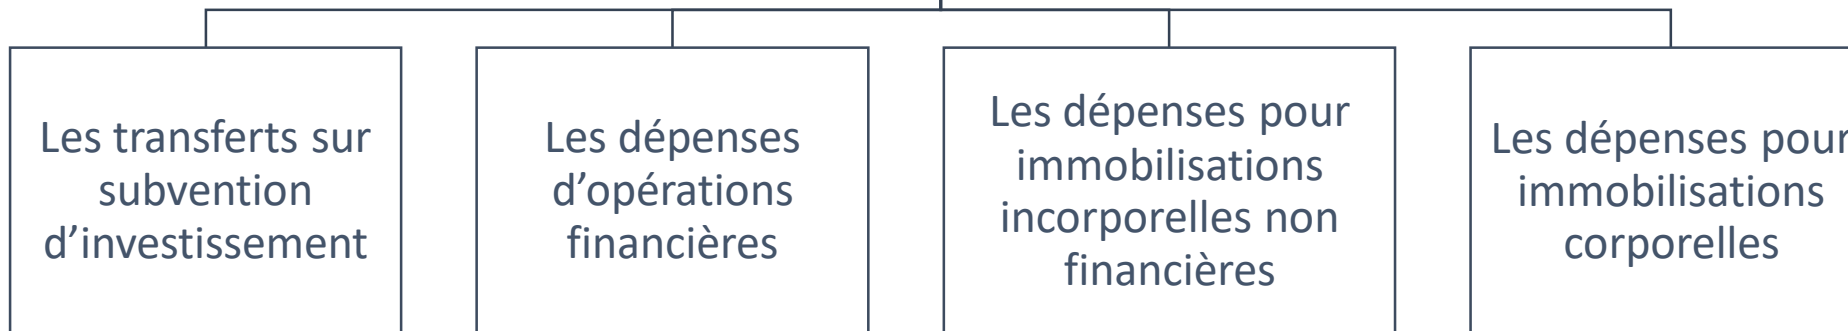 Les transferts sur
subvention
d’investissement
Les dépenses
d’opérations
financières
Les dépenses pour
immobilisations
incorporelles non
financières
Les dépenses pour
immobilisations
corporelles